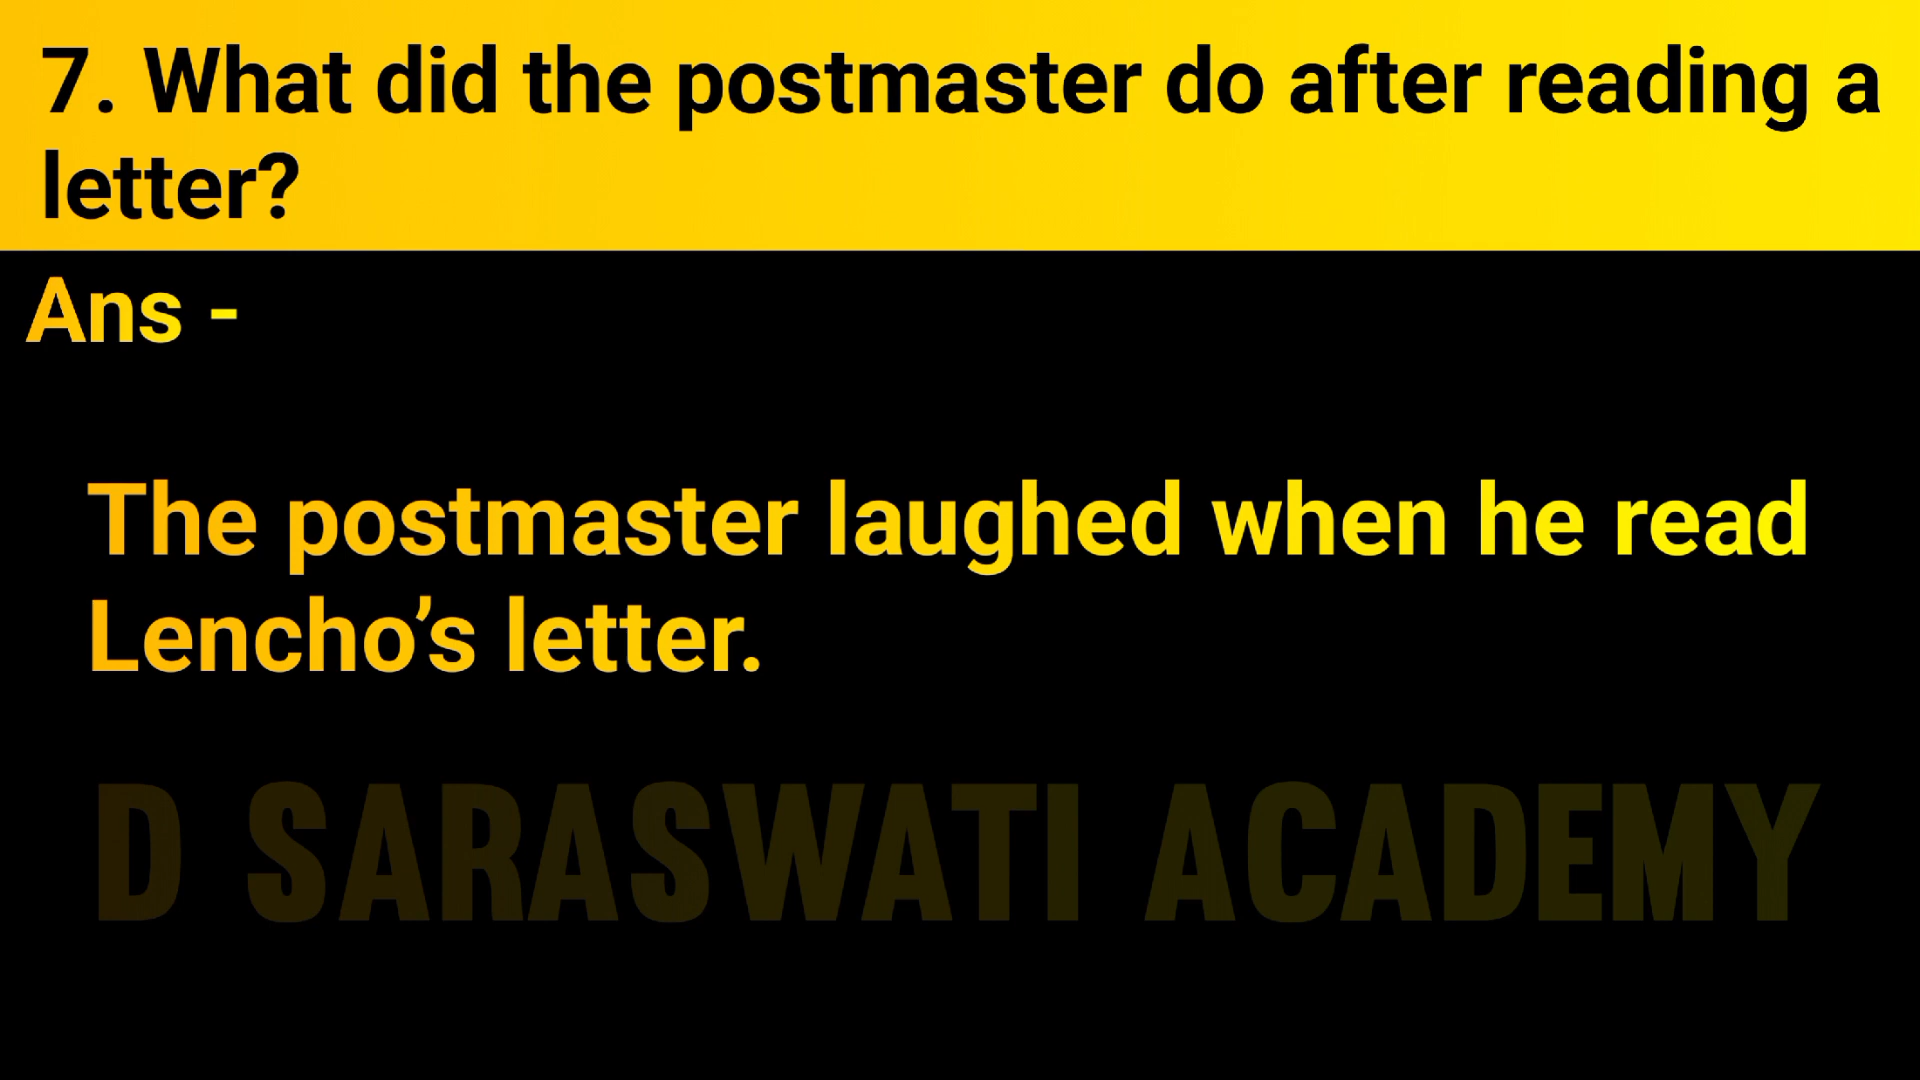 7. What did the postmaster do after reading a
letter?
Ans -
The postmaster laughed when he read
Lencho’s letter.
D SARASWATI ACADEMY